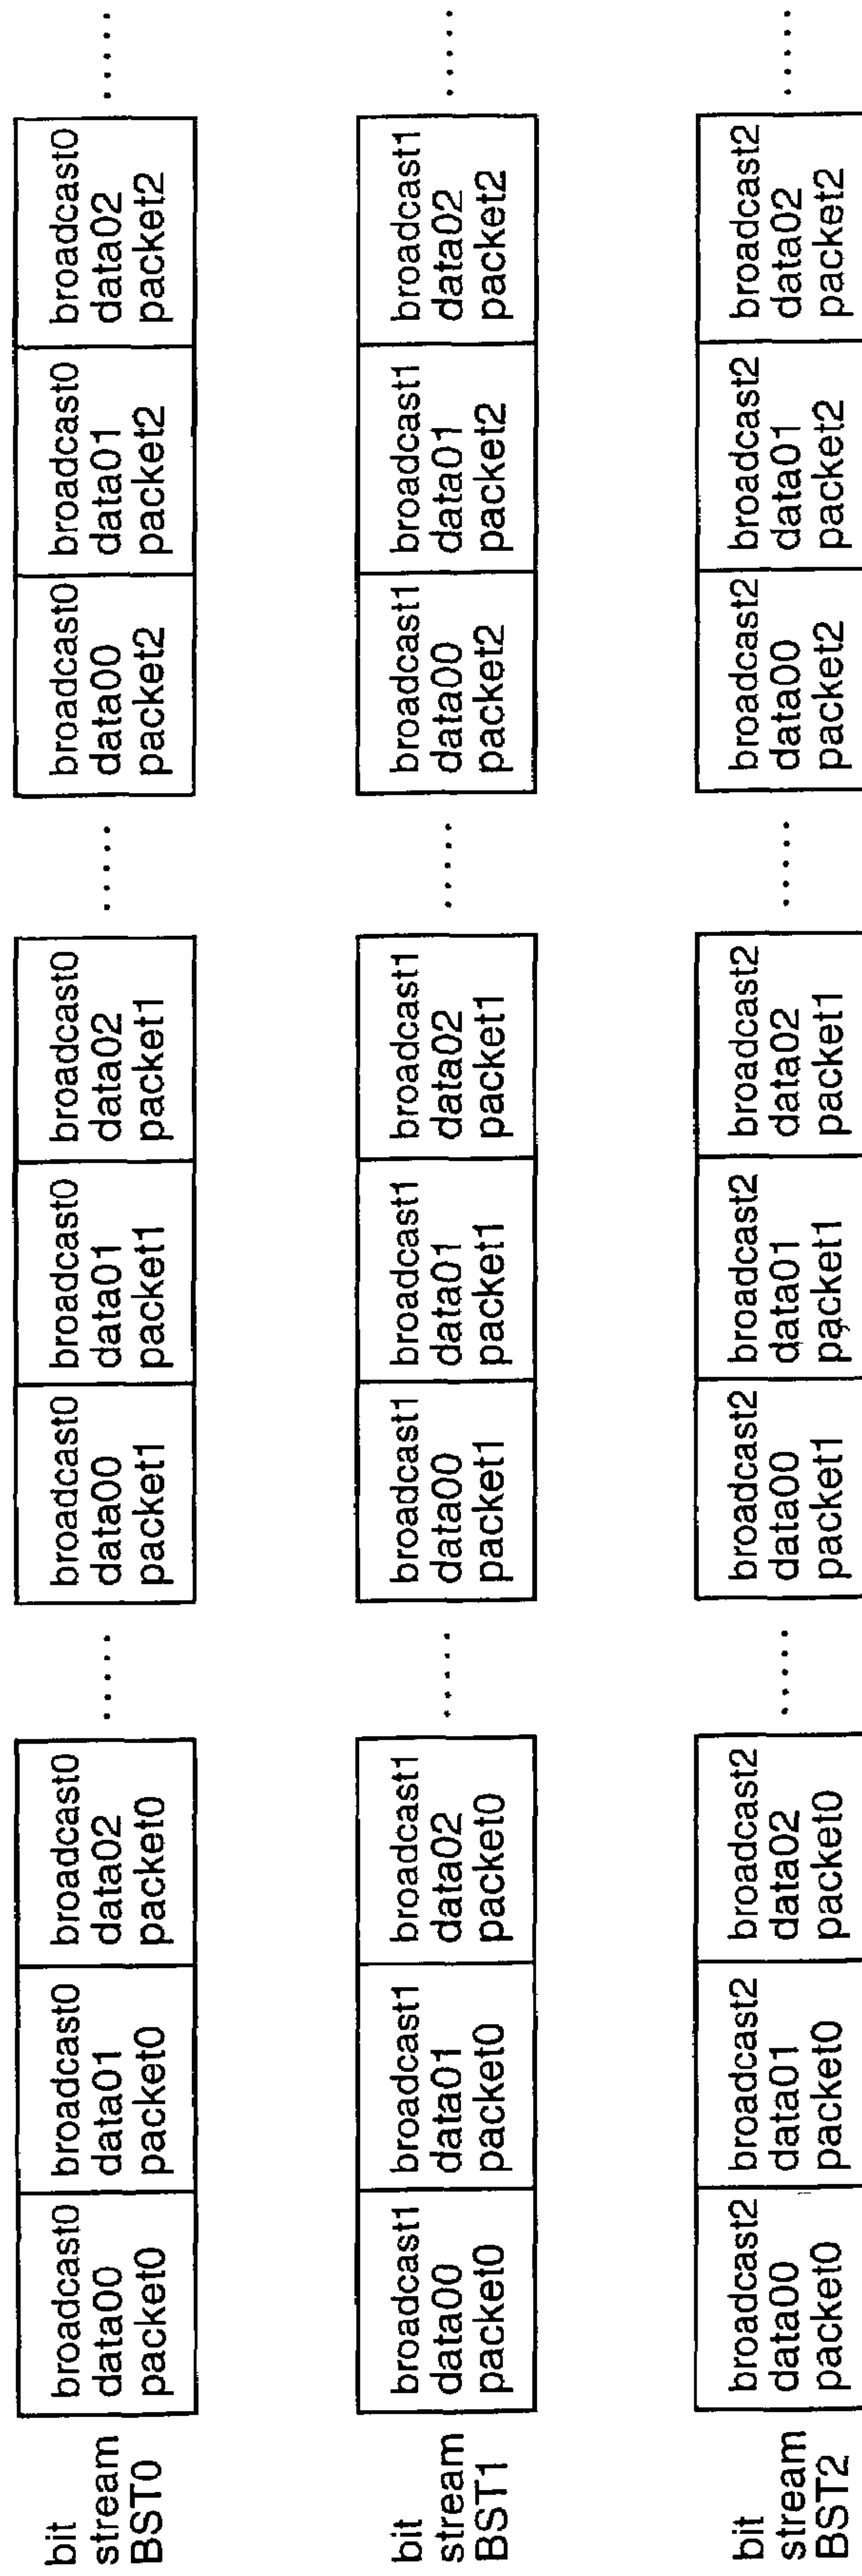 bit
stream
BST0
broadcast0
data00
packet0
broadcast0
data01
packet0
broadcast0
data02
packet0
.....
broadcast0
data00
packet1
broadcast0
data01
packet1
broadcast0
data02
packet1
.....
broadcast0
data00
packet2
broadcast0
data01
packet2
broadcast0
data02
packet2
.....
bit
stream
BST1
broadcast1
data00
packet0
broadcast1
data01
packet0
broadcast1
data02
packet0
.....
broadcast1
data00
packet1
broadcast1
data01
packet1
broadcast1
data02
packet1
.....
broadcast1
data00
packet2
broadcast1
data01
packet2
broadcast1
data02
packet2
.....
bit
stream
BST2
broadcast2
data00
packet0
broadcast2
data01
packet0
broadcast2
data02
packet0
.....
broadcast2
data00
packet1
broadcast2
data01
packet1
broadcast2
data02
packet1
.....
broadcast2
data00
packet2
broadcast2
data01
packet2
broadcast2
data02
packet2
.....